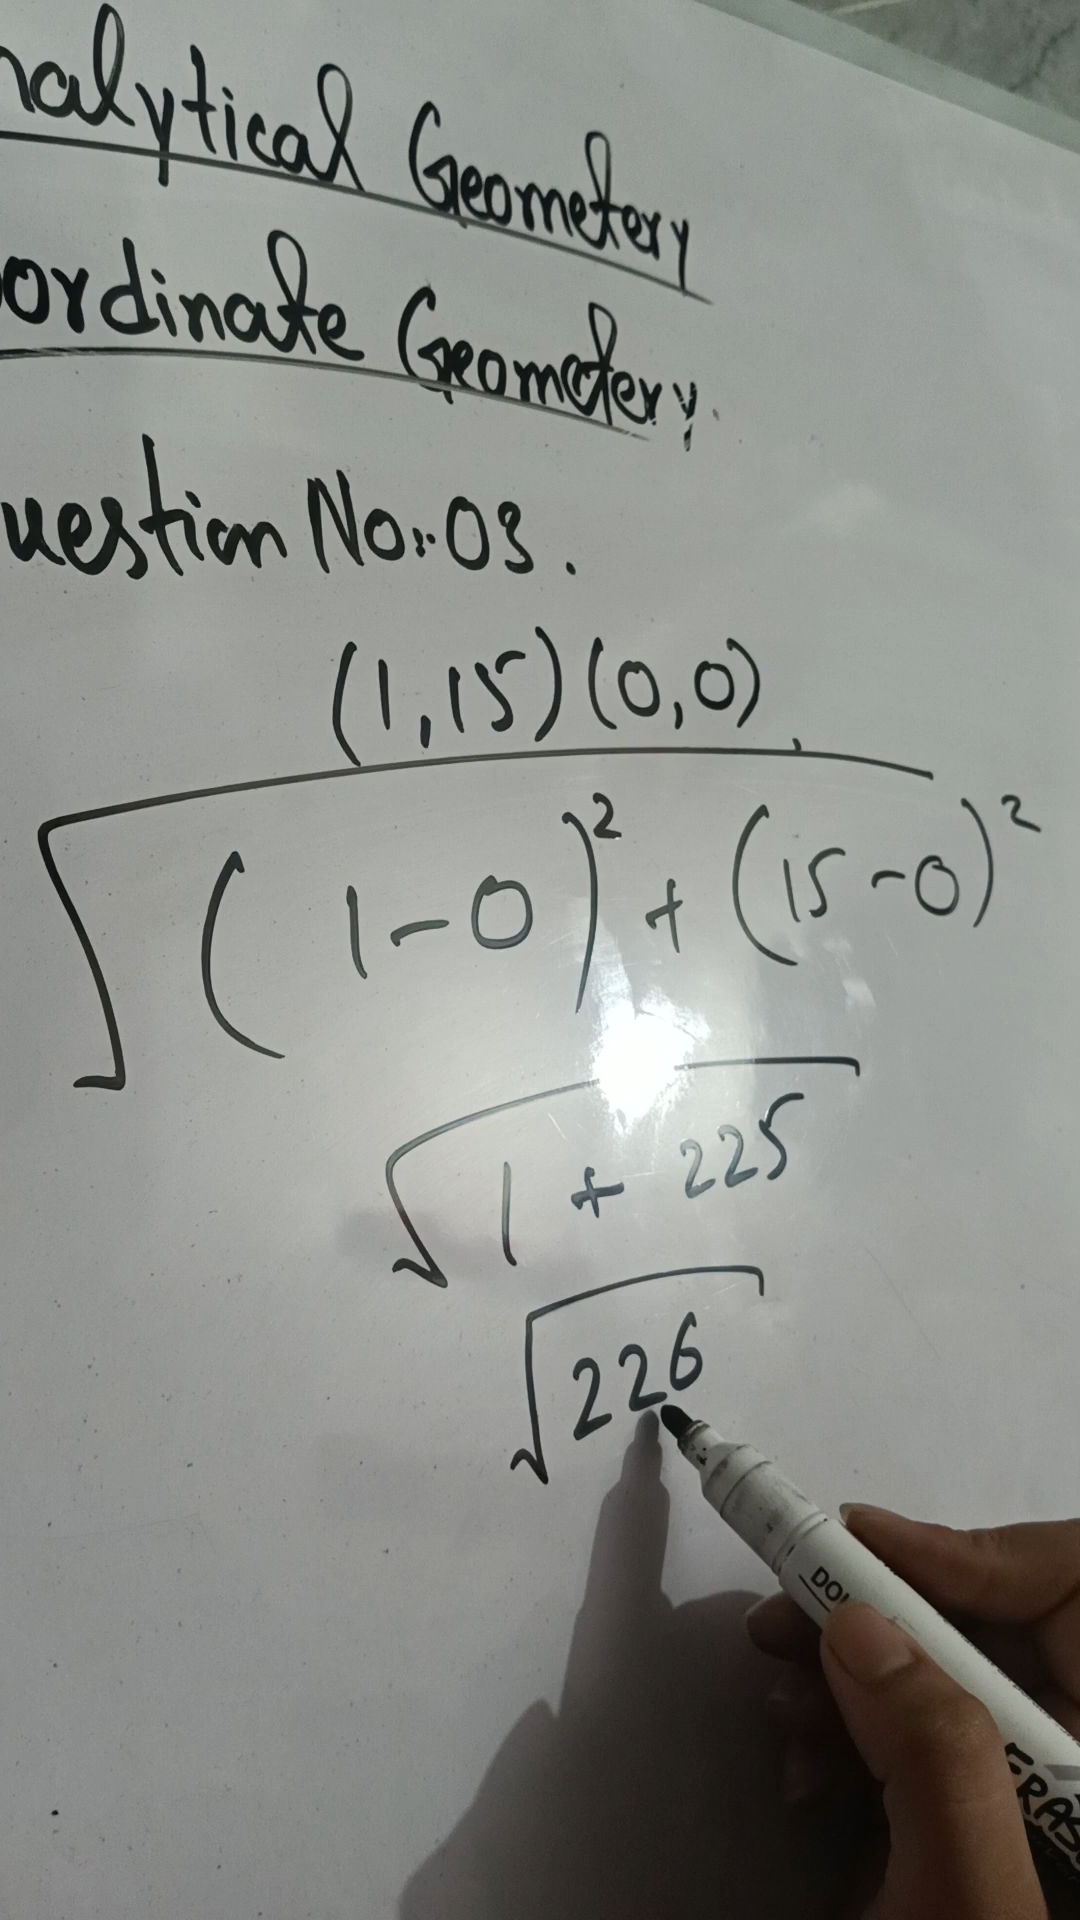 nalytical Geometery
ordinate Geometery.
uestion No:. 03.
(1,15)(0,0)
√(1-0)² + (15-0)²
√1 + 225
√226